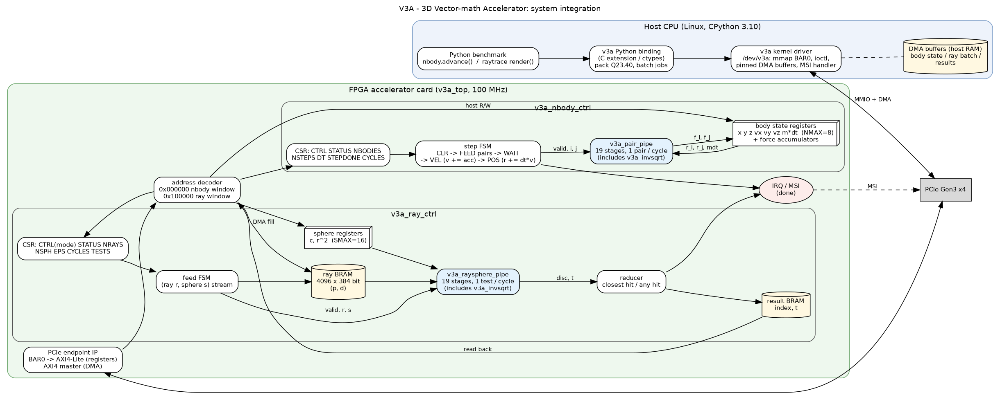 V3A - 3D Vector-math Accelerator: system integration
Host CPU (Linux, CPython 3.10)
Python benchmark
nbody.advance()  /  raytrace render()
v3a Python binding
(C extension / ctypes)
pack Q23.40, batch jobs
v3a kernel driver
/dev/v3a: mmap BAR0, ioctl,
pinned DMA buffers, MSI handler
DMA buffers (host RAM)
body state / ray batch /
results
MMIO + DMA
FPGA accelerator card (v3a_top, 100 MHz)
v3a_nbody_ctrl
host R/W
CSR: CTRL STATUS NBODIES
NSTEPS DT STEPDONE CYCLES
step FSM
CLR -> FEED pairs -> WAIT
-> VEL (v += acc) -> POS (r += dt*v)
valid, i, j
v3a_pair_pipe
19 stages, 1 pair / cycle
(includes v3a_invsqrt)
f_i, f_j
r_i, r_j, mdt
body state registers
x y z vx vy vz m*dt  (NMAX=8)
+ force accumulators
address decoder
0x000000 nbody window
0x100000 ray window
IRQ / MSI
(done)
MSI
PCIe Gen3 x4
v3a_ray_ctrl
DMA fill
CSR: CTRL(mode) STATUS NRAYS
NSPH EPS CYCLES TESTS
sphere registers
c, r^2  (SMAX=16)
feed FSM
(ray r, sphere s) stream
ray BRAM
4096 x 384 bit
(p, d)
valid, r, s
v3a_raysphere_pipe
19 stages, 1 test / cycle
(includes v3a_invsqrt)
disc, t
reducer
closest hit / any hit
result BRAM
index, t
read back
PCIe endpoint IP
BAR0 -> AXI4-Lite (registers)
AXI4 master (DMA)